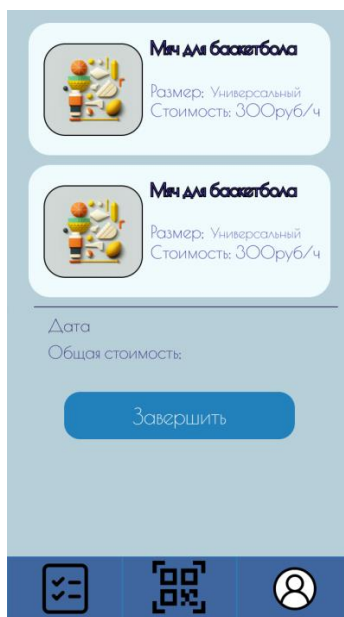 Мяч для баскетбола
Размер: Универсальный
Стоимость: 300руб/ч
Мяч для баскетбола
Размер: Универсальный
Стоимость: 300руб/ч
Дата
Общая стоимость:
Завершить